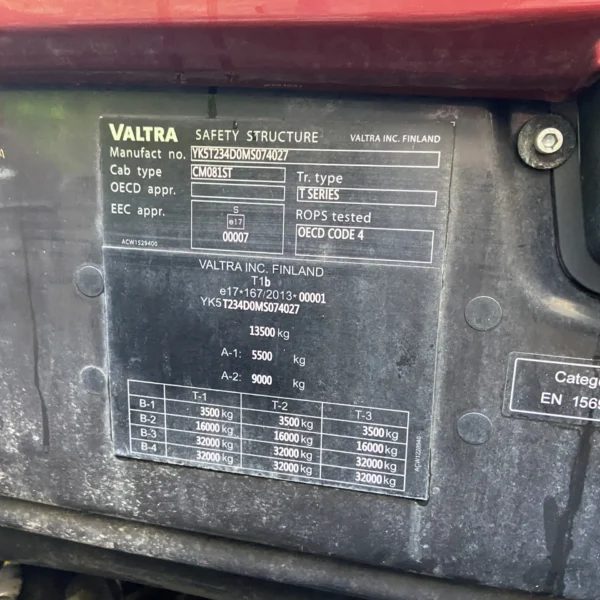 VALTRA SAFETY STRUCTURE VALTRA INC. FINLAND
Manufact no. YK5T234D0MS074027
Cab type CM081ST
Tr. type
OECD appr.
T SERIES
EEC appr.
S
e17
00007
ROPS tested
OECD CODE 4
ACW1529400
VALTRA INC. FINLAND
T1b
e17*167/2013*00001
YK5T234D0MS074027
13500 kg
A-1: 5500 kg
A-2: 9000 kg
T-1 T-2 T-3
B-1 3500 kg 3500 kg 3500 kg
B-2 16000 kg 16000 kg 16000 kg
B-3 32000 kg 32000 kg 32000 kg
B-4 32000 kg 32000 kg 32000 kg
Catego
EN 1569